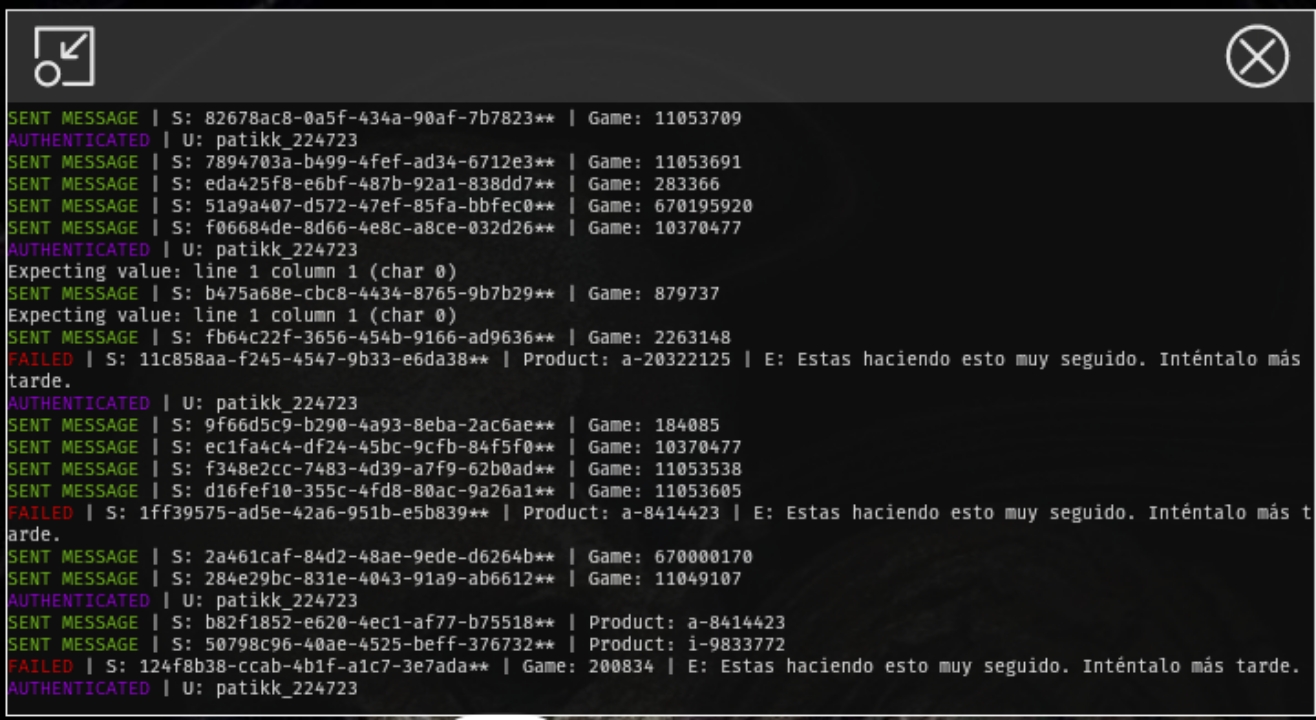 SENT MESSAGE | S: 82678ac8-0a5f-434a-90af-7b7823** | Game: 11053709
AUTHENTICATED | U: patikk_224723
SENT MESSAGE | S: 7894703a-b499-4fef-ad34-6712e3** | Game: 11053691
SENT MESSAGE | S: eda425f8-e6bf-487b-92a1-838dd7** | Game: 283366
SENT MESSAGE | S: 51a9a407-d572-47ef-85fa-bbfec0** | Game: 670195920
SENT MESSAGE | S: f06684de-8d66-4e8c-a8ce-032d26** | Game: 10370477
AUTHENTICATED | U: patikk_224723
Expecting value: line 1 column 1 (char 0)
SENT MESSAGE | S: b475a68e-cbc8-4434-8765-9b7b29** | Game: 879737
Expecting value: line 1 column 1 (char 0)
SENT MESSAGE | S: fb64c22f-3656-454b-9166-ad9636** | Game: 2263148
FAILED | S: 11c858aa-f245-4547-9b33-e6da38** | Product: a-20322125 | E: Estas haciendo esto muy seguido. Inténtalo más
tarde.
AUTHENTICATED | U: patikk_224723
SENT MESSAGE | S: 9f66d5c9-b290-4a93-8eba-2ac6ae** | Game: 184085
SENT MESSAGE | S: ec1fa4c4-df24-45bc-9cfb-84f5f0** | Game: 10370477
SENT MESSAGE | S: f348e2cc-7483-4d39-a7f9-62b0ad** | Game: 11053538
SENT MESSAGE | S: d16fef10-355c-4fd8-80ac-9a26a1** | Game: 11053605
FAILED | S: 1ff39575-ad5e-42a6-951b-e5b839** | Product: a-8414423 | E: Estas haciendo esto muy seguido. Inténtalo más t
arde.
SENT MESSAGE | S: 2a461caf-84d2-48ae-9ede-d6264b** | Game: 670000170
SENT MESSAGE | S: 284e29bc-831e-4043-91a9-ab6612** | Game: 11049107
AUTHENTICATED | U: patikk_224723
SENT MESSAGE | S: b82f1852-e620-4ec1-af77-b75518** | Product: a-8414423
SENT MESSAGE | S: 50798c96-40ae-4525-beff-376732** | Product: i-9833772
FAILED | S: 124f8b38-ccab-4b1f-a1c7-3e7ada** | Game: 200834 | E: Estas haciendo esto muy seguido. Inténtalo más tarde.
AUTHENTICATED | U: patikk_224723